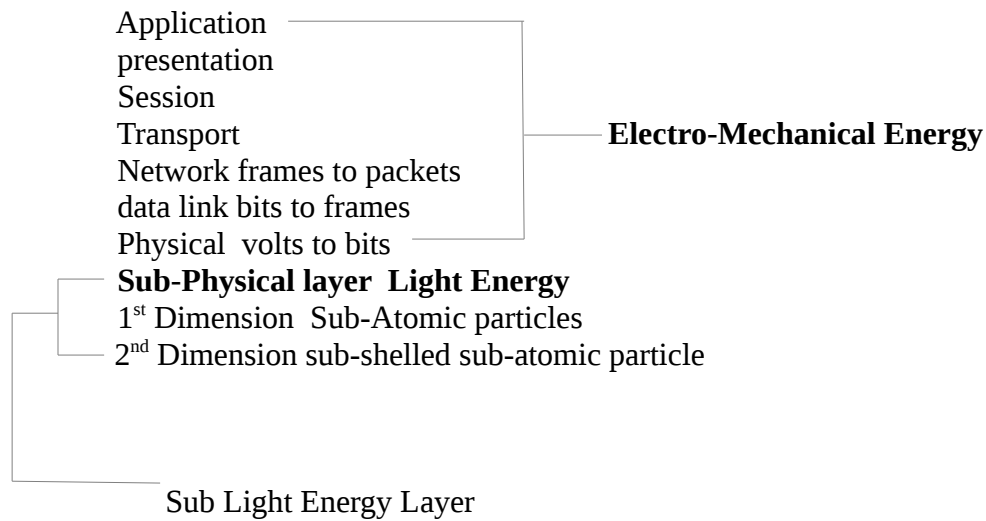 Application
presentation
Session
Transport
Electro-Mechanical Energy
Network frames to packets
data link bits to frames
Physical volts to bits
Sub-Physical layer Light Energy
1st Dimension Sub-Atomic particles
2nd Dimension sub-shelled sub-atomic particle
Sub Light Energy Layer